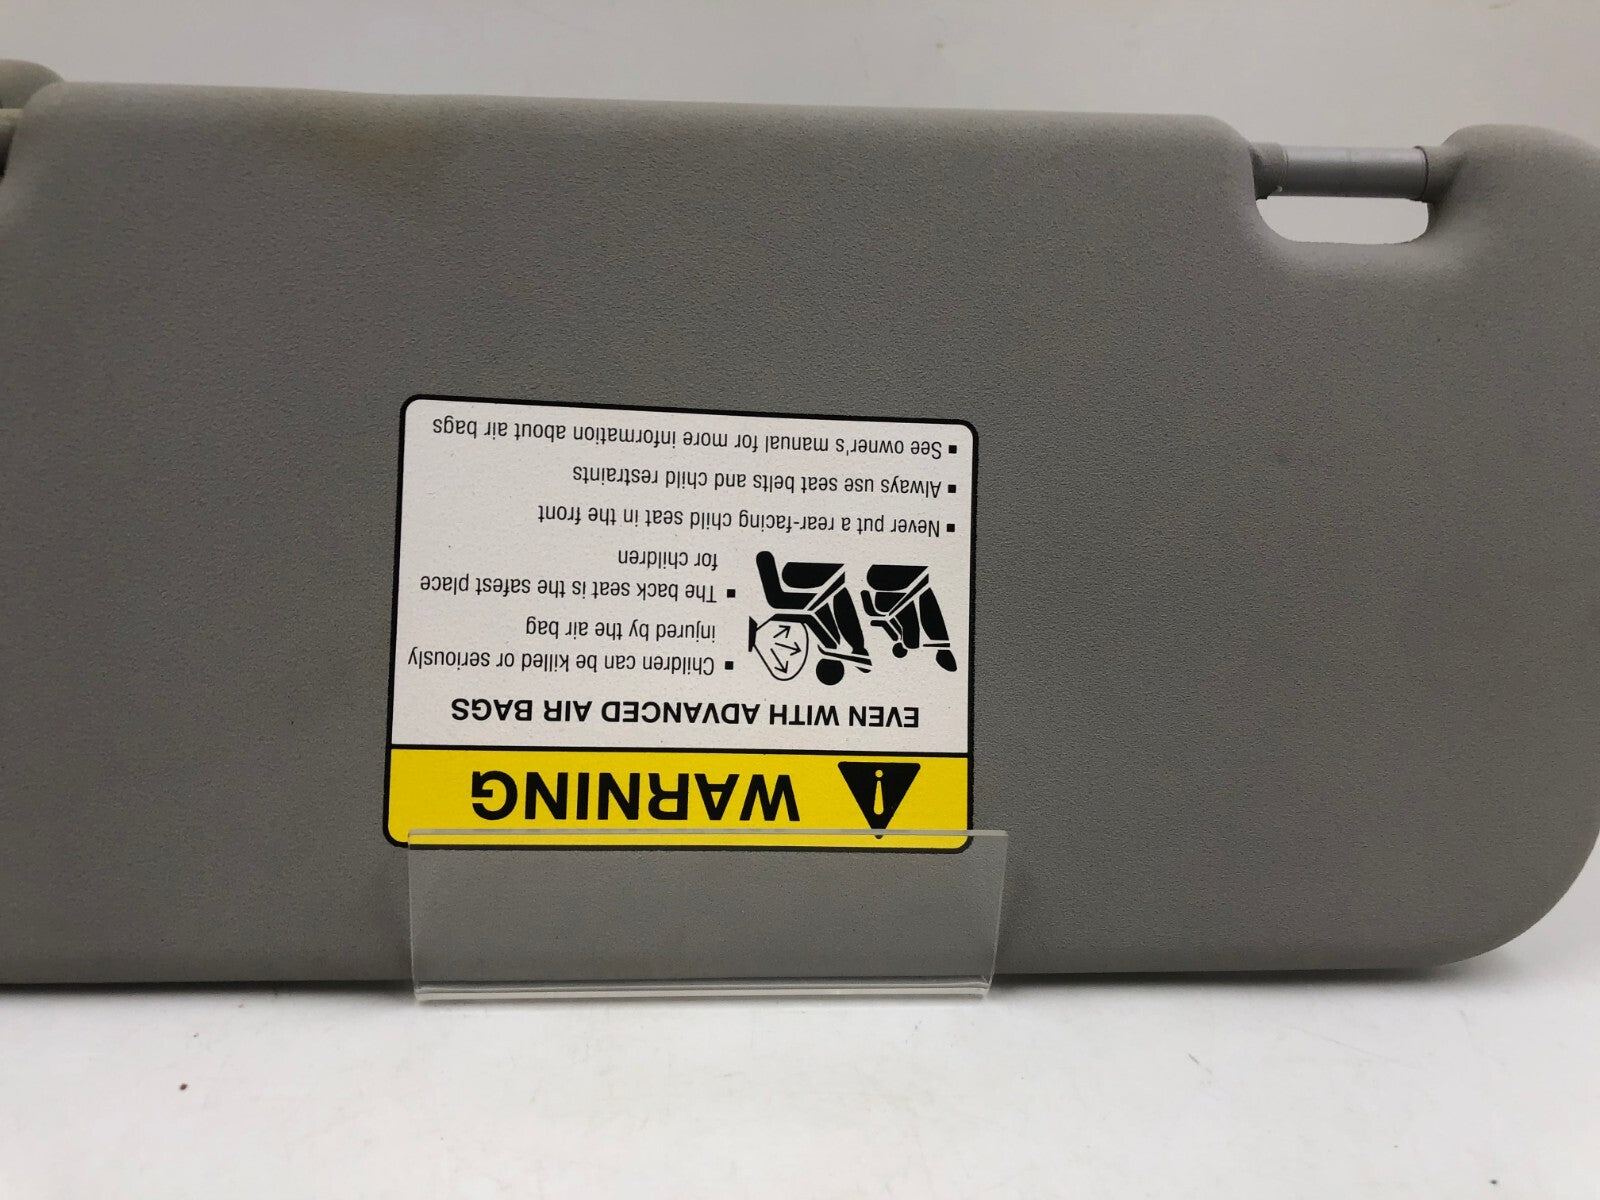 WARNING
EVEN WITH ADVANCED AIR BAGS
▪ Children can be killed or seriously
injured by the air bag
▪ The back seat is the safest place
for children
▪ Never put a rear-facing child seat in the front
▪ Always use seat belts and child restraints
▪ See owner's manual for more information about air bags